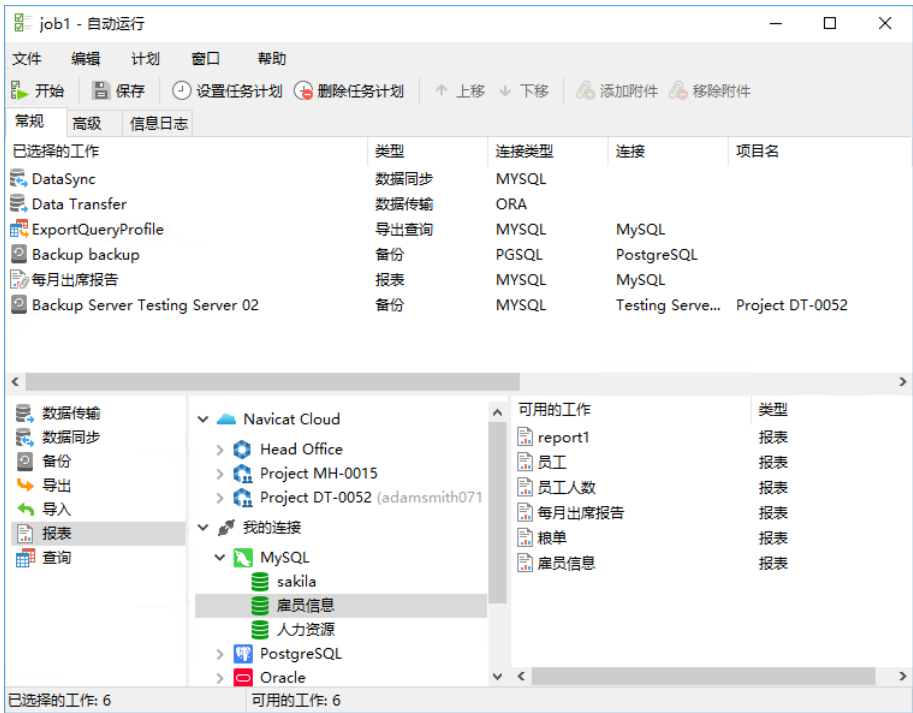 job1 - 自动运行
文件 编辑 计划 窗口 帮助
开始 保存 设置任务计划 删除任务计划 上移 下移 添加附件 移除附件
常规 高级 信息日志
已选择的工作 类型 连接类型 连接 项目名
DataSync 数据同步 MYSQL
Data Transfer 数据传输 ORA
ExportQueryProfile 导出查询 MYSQL MySQL
Backup backup 备份 PGSQL PostgreSQL
每月出席报告 报表 MYSQL MySQL
Backup Server Testing Server 02 备份 MYSQL Testing Serve... Project DT-0052
数据传输
数据同步
备份
导出
导入
报表
查询
Navicat Cloud
Head Office
Project MH-0015
Project DT-0052 (adamsmith071
我的连接
MySQL
sakila
雇员信息
人力资源
PostgreSQL
Oracle
可用的工作 类型
report1 报表
员工 报表
员工人数 报表
每月出席报告 报表
粮单 报表
雇员信息 报表
已选择的工作: 6 可用的工作: 6